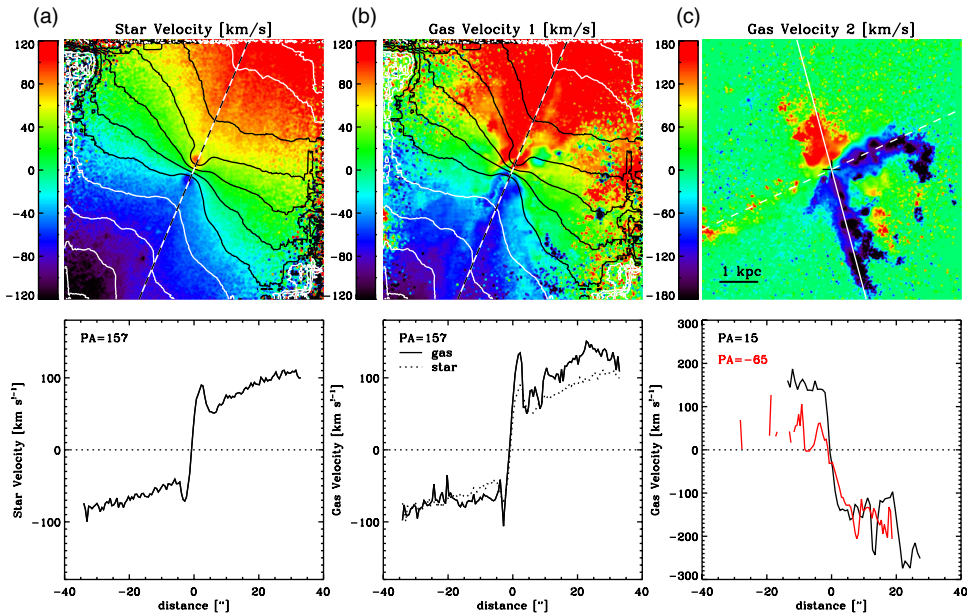 (a)
Star Velocity [km/s]
120
80
40
0
−40
−80
−120
(b)
Gas Velocity 1 [km/s]
120
80
40
0
−40
−80
−120
(c)
Gas Velocity 2 [km/s]
180
120
60
0
−60
−120
−180
1 kpc
PA=157
Star Velocity [km s⁻¹]
100
0
−100
−40
−20
0
20
40
distance ["]
PA=157
gas
star
Gas Velocity [km s⁻¹]
100
0
−100
−40
−20
0
20
40
distance ["]
PA=15
PA=−65
Gas Velocity [km s⁻¹]
300
200
100
0
−100
−200
−300
−40
−20
0
20
40
distance ["]